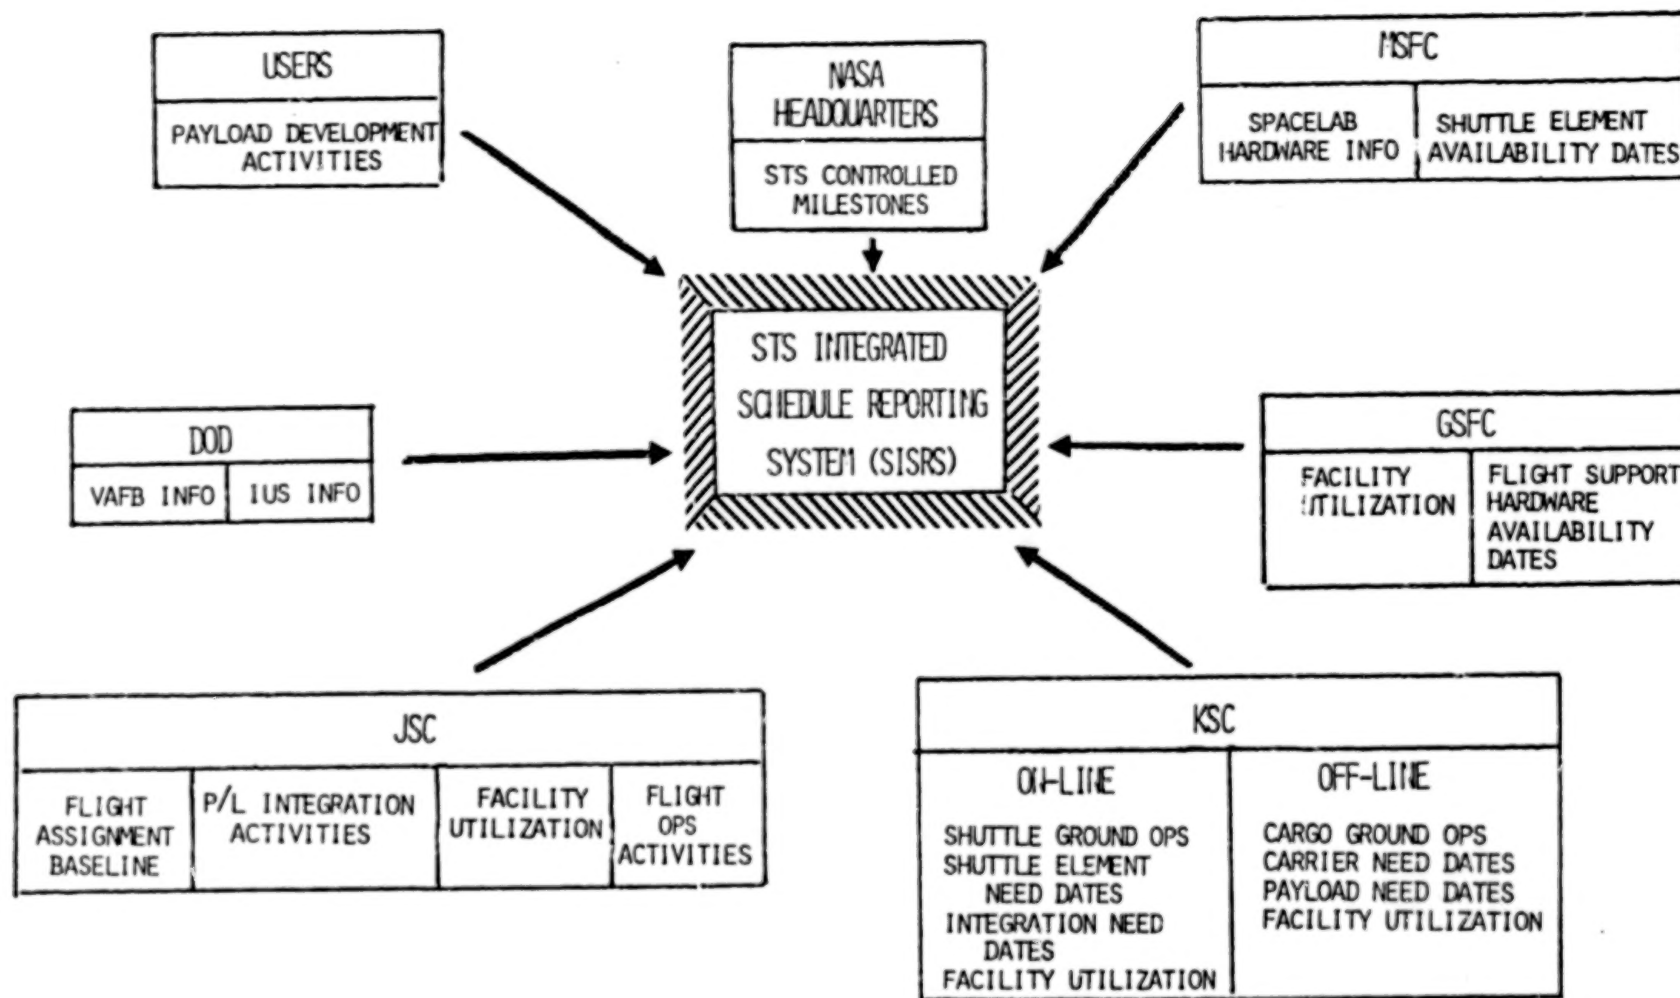 USERS
PAYLOAD DEVELOPMENT
ACTIVITIES
NASA
HEADQUARTERS
STS CONTROLLED
MILESTONES
MSFC
SPACELAB
HARDWARE INFO
SHUTTLE ELEMENT
AVAILABILITY DATES
STS INTEGRATED
SCHEDULE REPORTING
SYSTEM (SISRS)
DOD
VAFB INFO
IUS INFO
GSFC
FACILITY
UTILIZATION
FLIGHT SUPPORT
HARDWARE
AVAILABILITY
DATES
JSC
FLIGHT
ASSIGNMENT
BASELINE
P/L INTEGRATION
ACTIVITIES
FACILITY
UTILIZATION
FLIGHT
OPS
ACTIVITIES
KSC
ON-LINE
SHUTTLE GROUND OPS
SHUTTLE ELEMENT
NEED DATES
INTEGRATION NEED
DATES
FACILITY UTILIZATION
OFF-LINE
CARGO GROUND OPS
CARRIER NEED DATES
PAYLOAD NEED DATES
FACILITY UTILIZATION